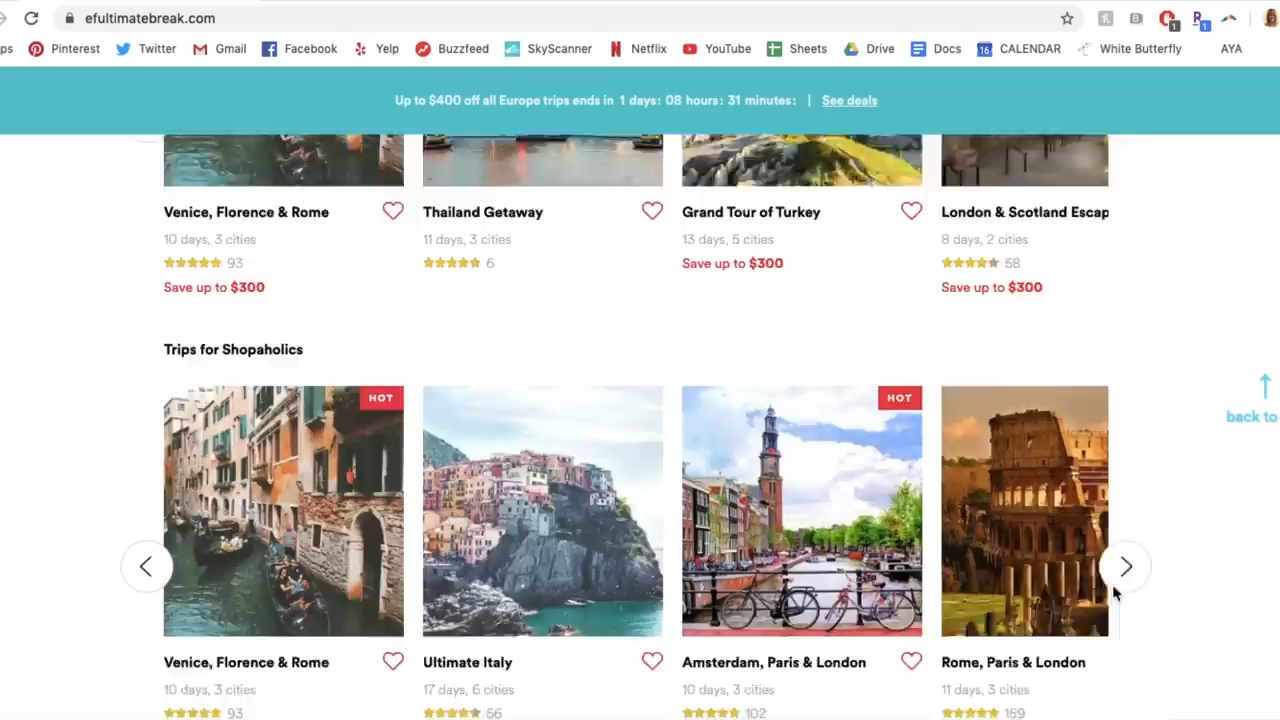 efultimatebreak.com
1
1
ps Pinterest Twitter Gmail Facebook Yelp Buzzfeed SkyScanner Netflix YouTube Sheets Drive Docs 16 CALENDAR White Butterfly AYA
Up to $400 off all Europe trips ends in 1 days: 08 hours: 31 minutes: | See deals
Venice, Florence & Rome
10 days, 3 cities
93
Save up to $300
Thailand Getaway
11 days, 3 cities
6
Grand Tour of Turkey
13 days, 5 cities
Save up to $300
London & Scotland Escap
8 days, 2 cities
58
Save up to $300
Trips for Shopaholics
back to
HOT
Venice, Florence & Rome
10 days, 3 cities
93
Ultimate Italy
17 days, 6 cities
56
HOT
Amsterdam, Paris & London
10 days, 3 cities
102
Rome, Paris & London
11 days, 3 cities
159